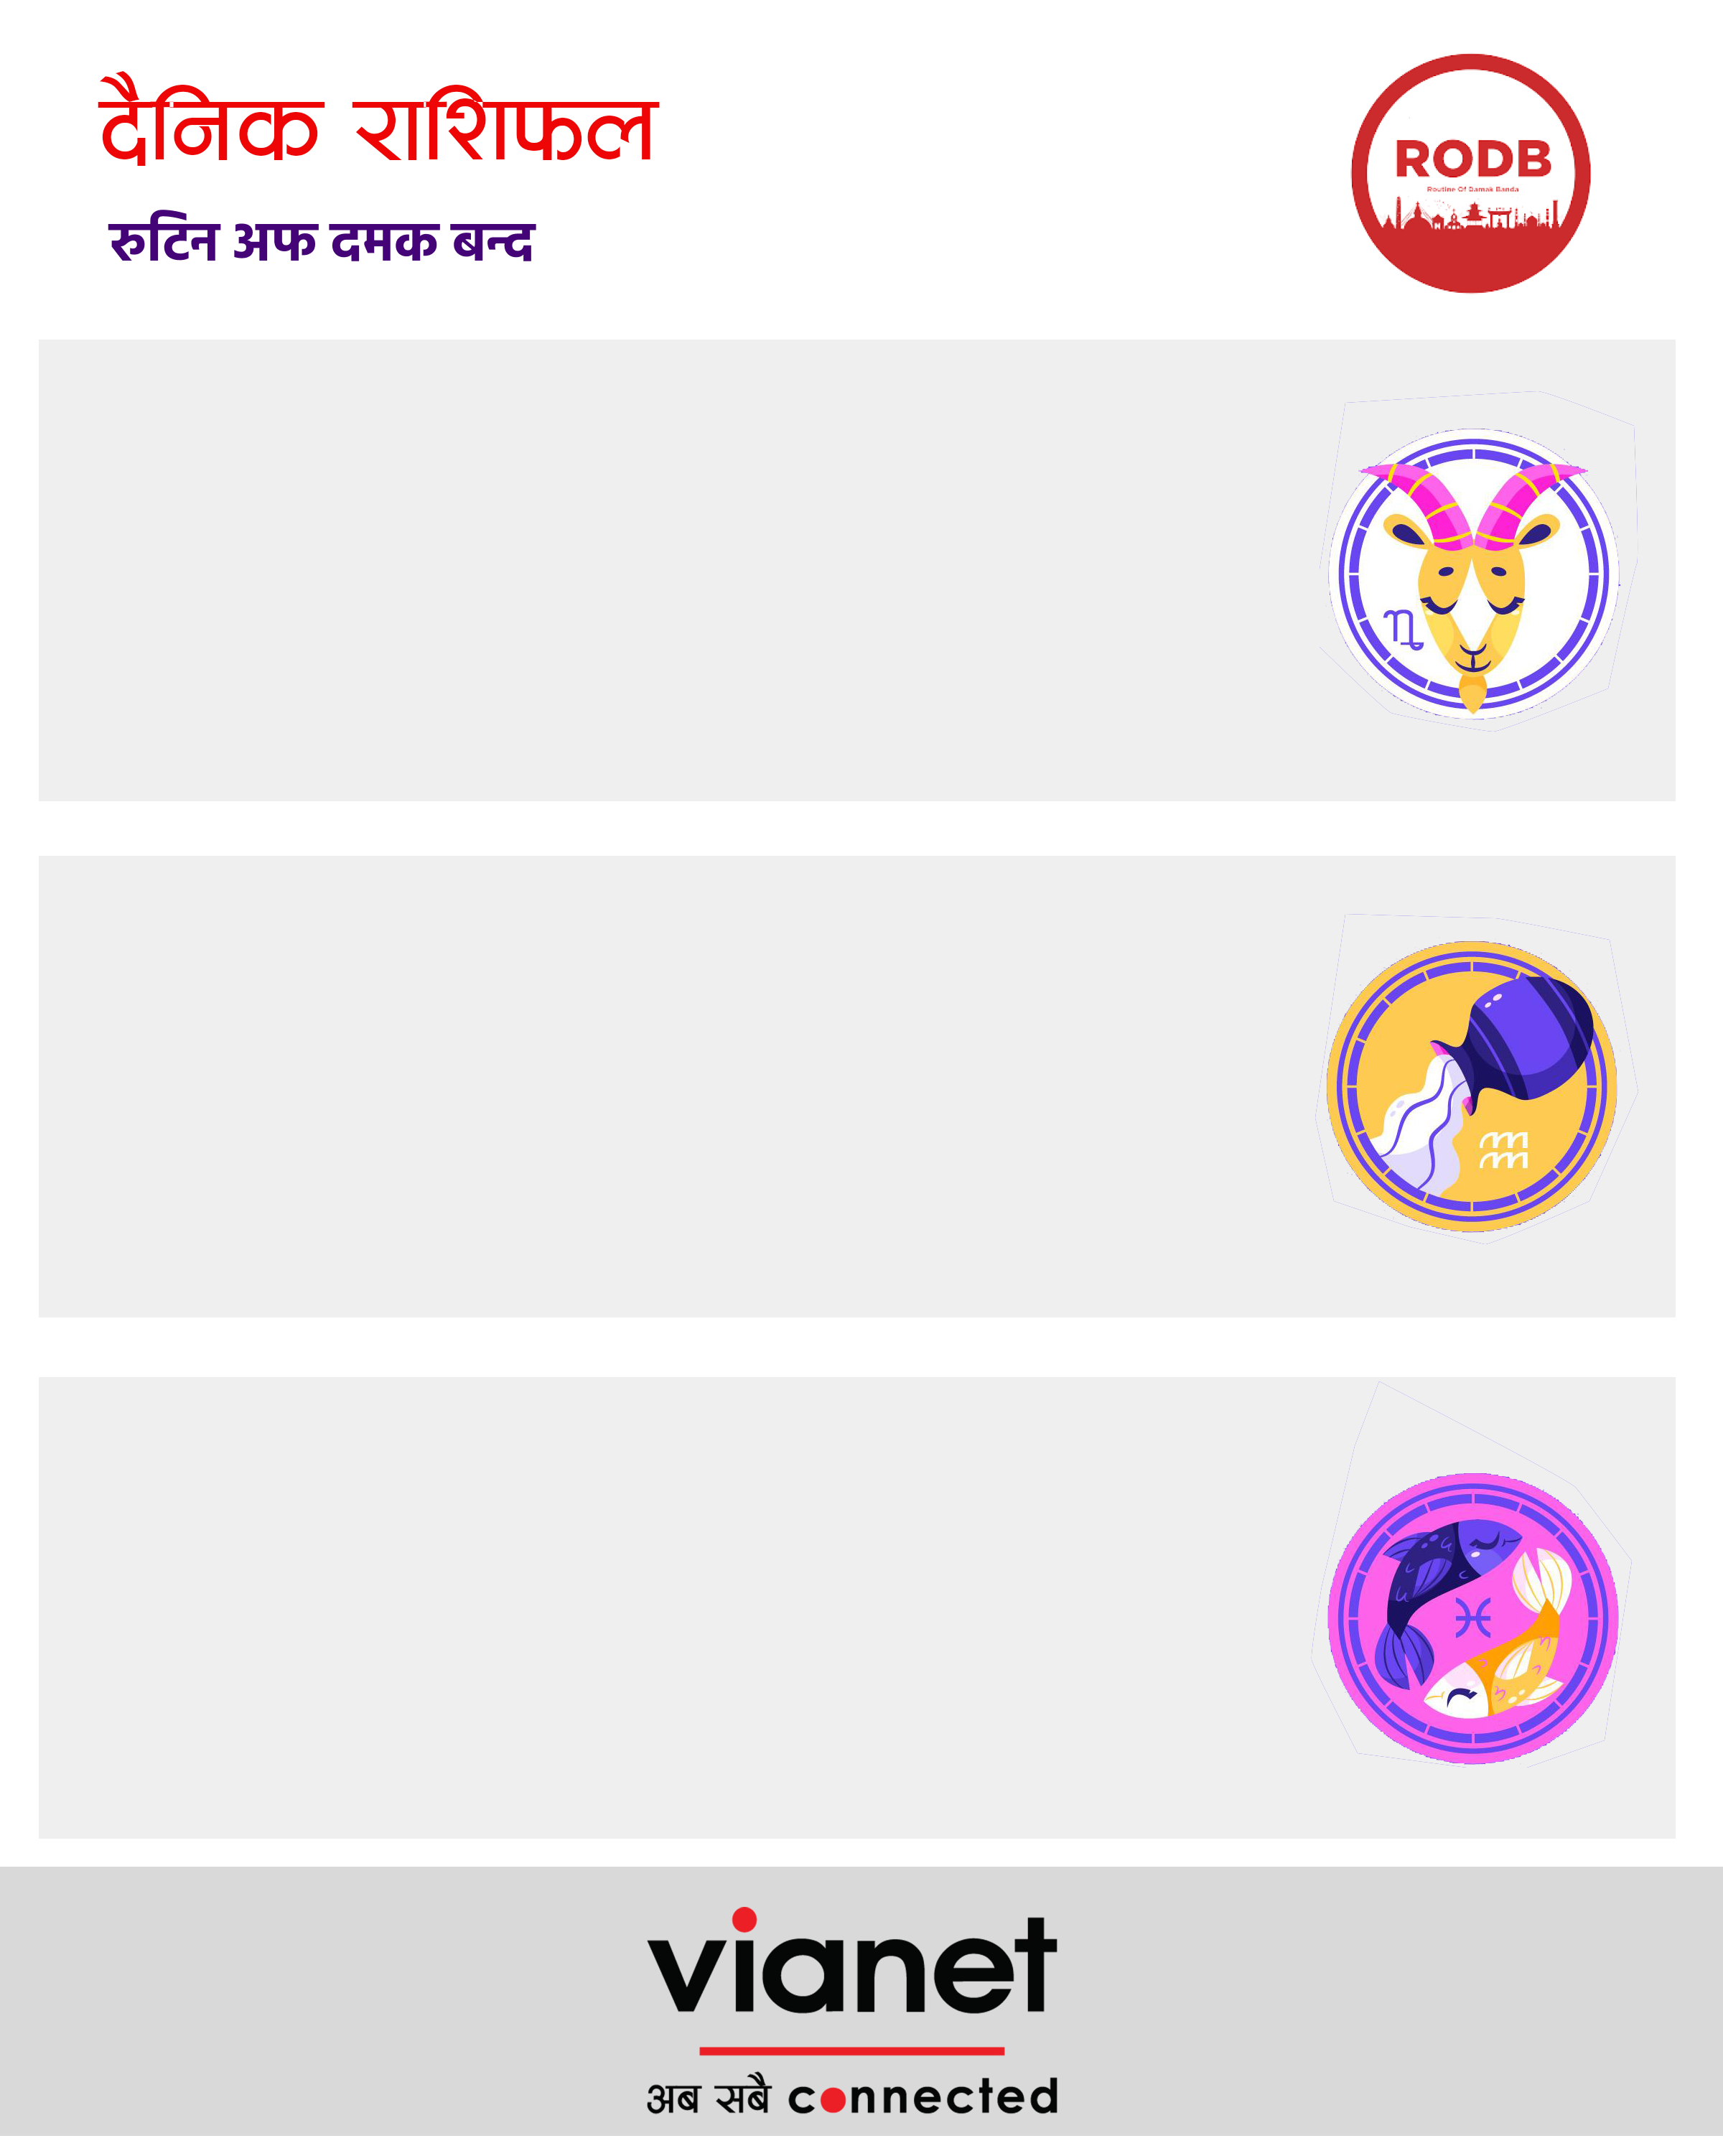 दैनिक राशिफल
रुटिन अफ दमक बन्द
RODB
Routine Of Damak Banda
vianet
अब सबै connected